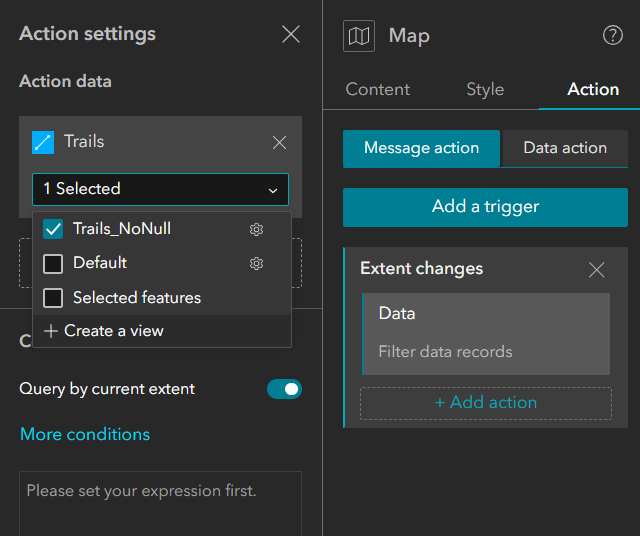 Action settings
Action data
Trails
1 Selected
Trails_NoNull
Default
Selected features
+ Create a view
C
Query by current extent
More conditions
Please set your expression first.
Map
Content Style Action
Message action Data action
Add a trigger
Extent changes
Data
Filter data records
+ Add action